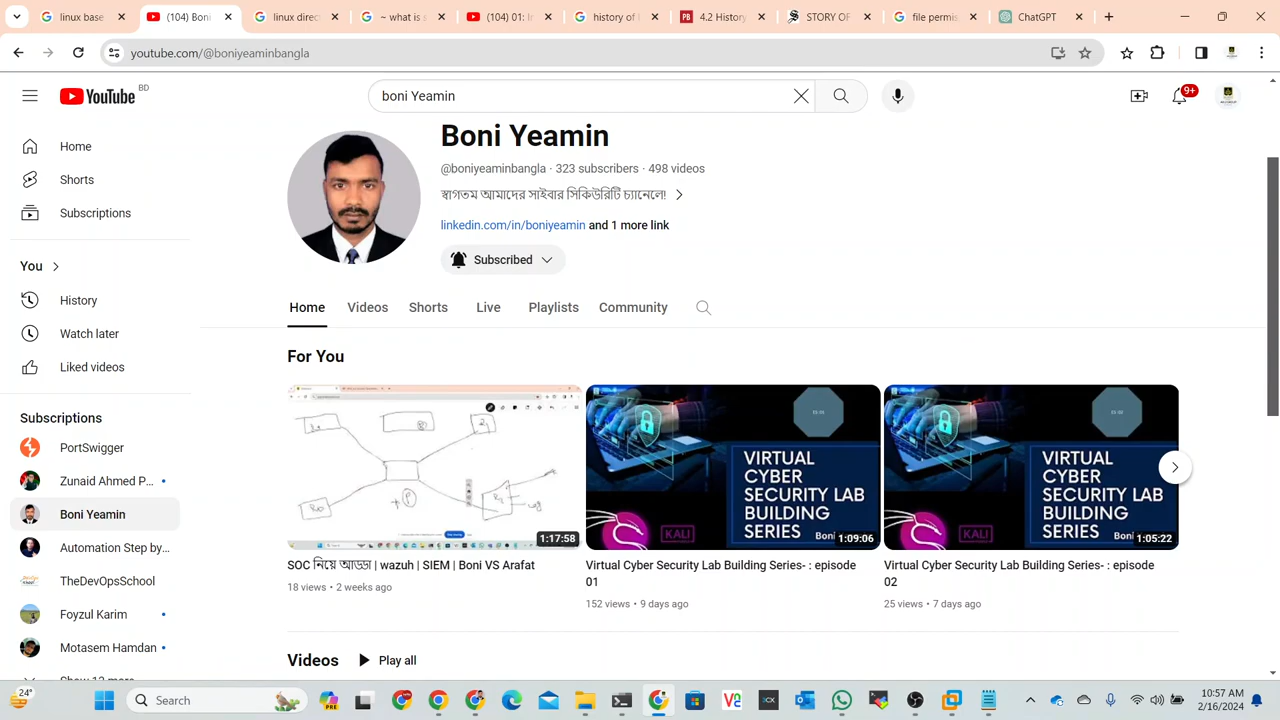 linux base
(104) Boni
linux direc
~ what is
(104) 01: Ir
history of
4.2 History
STORY OF
file permis
ChatGPT
youtube.com/@boniyeaminbangla
YouTube BD
boni Yeamin
9+
Home
Shorts
Subscriptions
You
History
Watch later
Liked videos
Subscriptions
PortSwigger
Zunaid Ahmed P...
Boni Yeamin
Automation Step by...
TheDevOpsSchool
Foyzul Karim
Motasem Hamdan
Show 12 more
Boni Yeamin
@boniyeaminbangla · 323 subscribers · 498 videos
স্বাগতম আমাদের সাইবার সিকিউরিটি চ্যানেলে!
linkedin.com/in/boniyeamin and 1 more link
Subscribed
Home Videos Shorts Live Playlists Community
For You
1:17:58
SOC নিয়ে আড্ডা | wazuh | SIEM | Boni VS Arafat
18 views • 2 weeks ago
VIRTUAL
CYBER
SECURITY LAB
BUILDING
SERIES
KALI
Boni
1:09:06
Virtual Cyber Security Lab Building Series- : episode
01
152 views • 9 days ago
VIRTUAL
CYBER
SECURITY LAB
BUILDING
SERIES
KALI
Boni
1:05:22
Virtual Cyber Security Lab Building Series- : episode
02
25 views • 7 days ago
Videos Play all
24°
Search
PRE
10:57 AM
2/16/2024